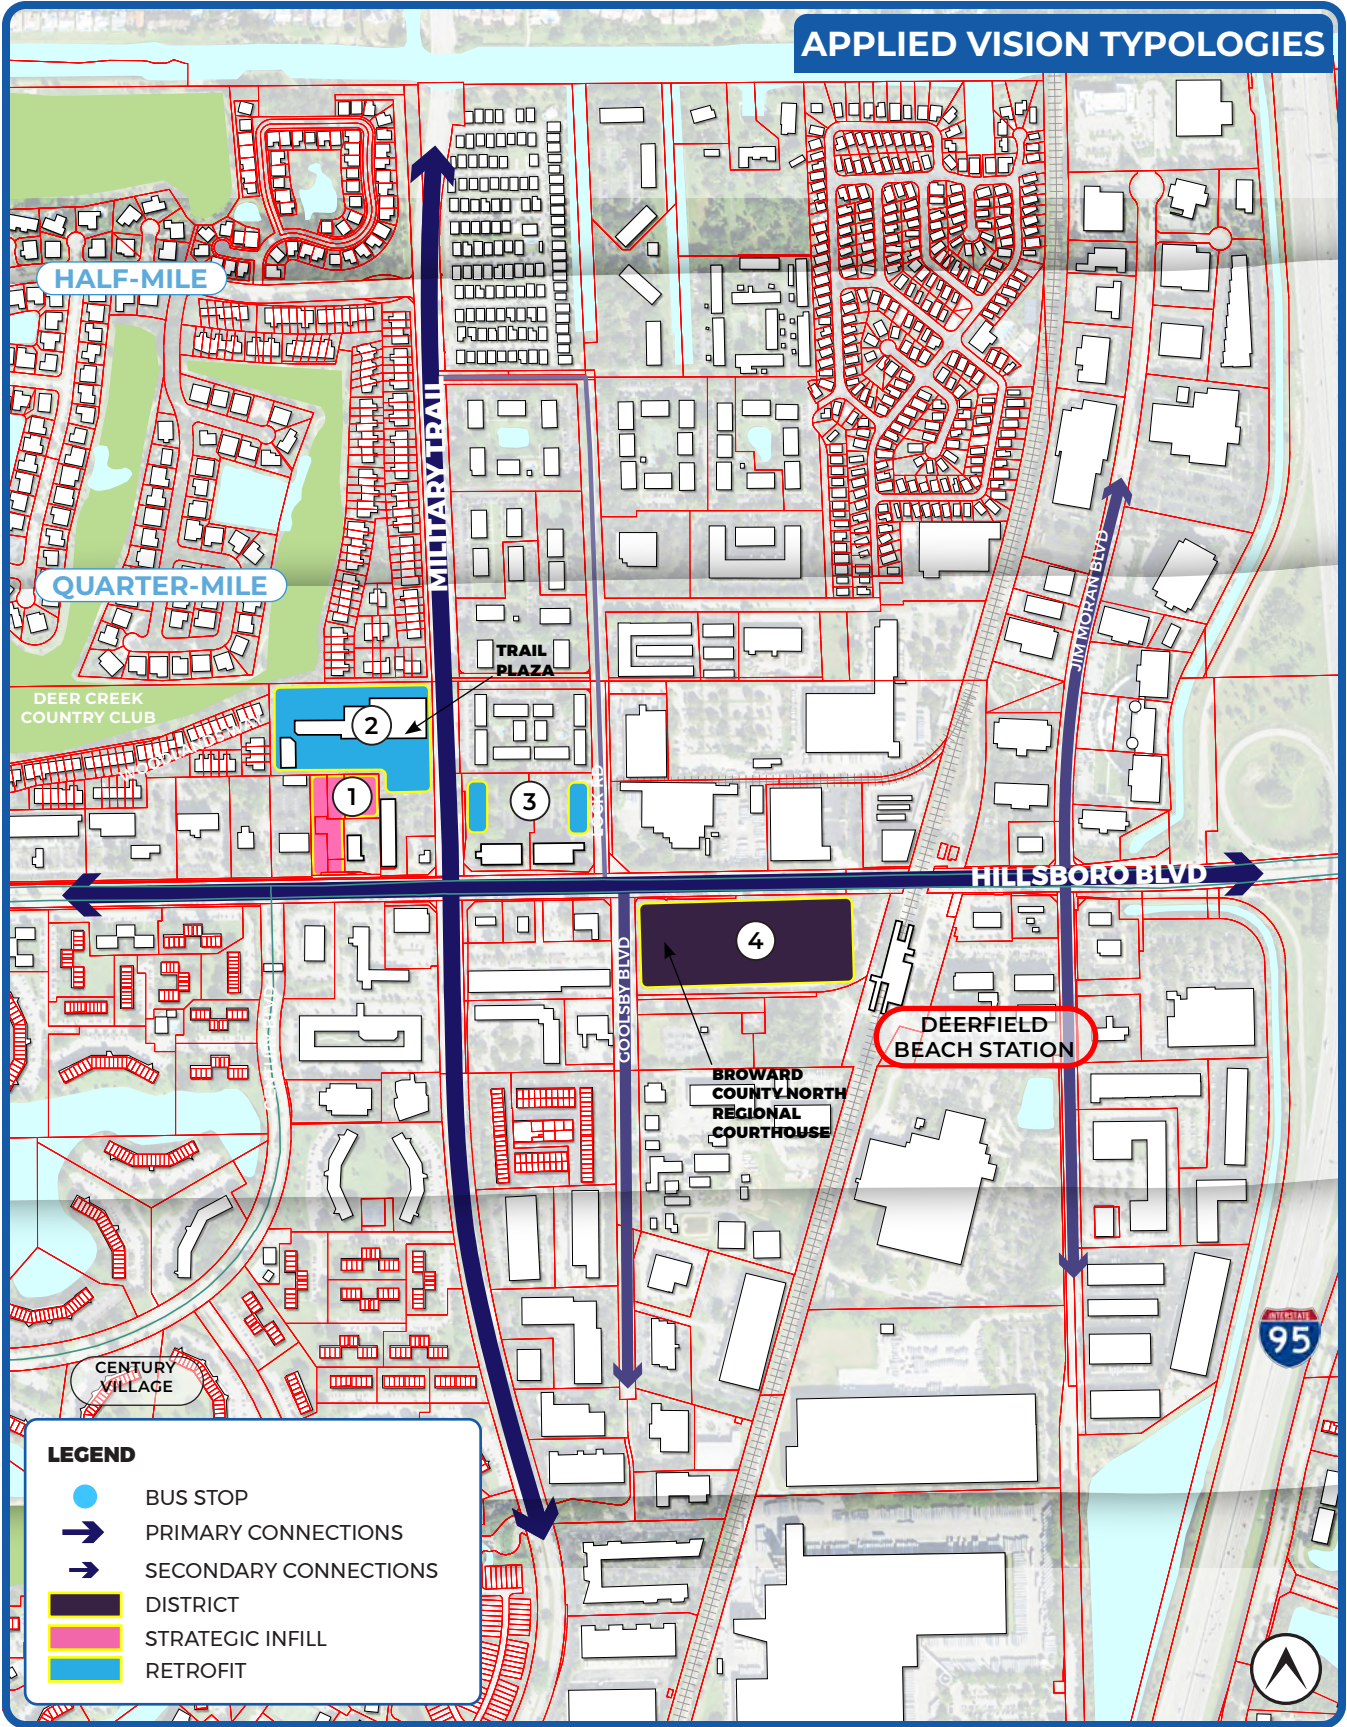 APPLIED VISION TYPOLOGIES
HALF-MILE
MILITARY TRAIL
QUARTER-MILE
JIM MORAN BLVD
TRAIL
PLAZA
DEER CREEK
COUNTRY CLUB
2
1
3
HILLSBORO BLVD
4
GOOLSBY BLVD
DEERFIELD
BEACH STATION
BROWARD
COUNTY NORTH
REGIONAL
COURTHOUSE
INTERSTATE
95
CENTURY
VILLAGE
LEGEND
BUS STOP
PRIMARY CONNECTIONS
SECONDARY CONNECTIONS
DISTRICT
STRATEGIC INFILL
RETROFIT